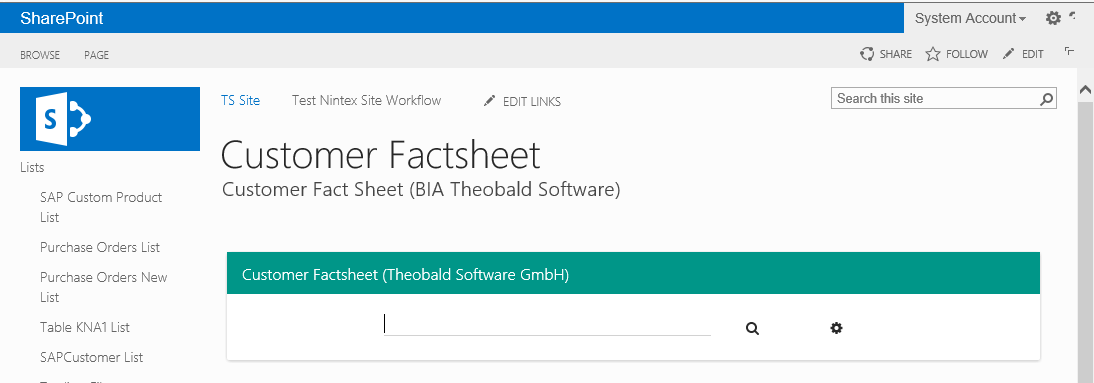 SharePoint
System Account
BROWSE PAGE
SHARE FOLLOW EDIT
S
TS Site Test Nintex Site Workflow EDIT LINKS
Search this site
Customer Factsheet
Customer Fact Sheet (BIA Theobald Software)
Lists
SAP Custom Product
List
Purchase Orders List
Purchase Orders New
List
Table KNA1 List
SAPCustomer List
Customer Factsheet (Theobald Software GmbH)